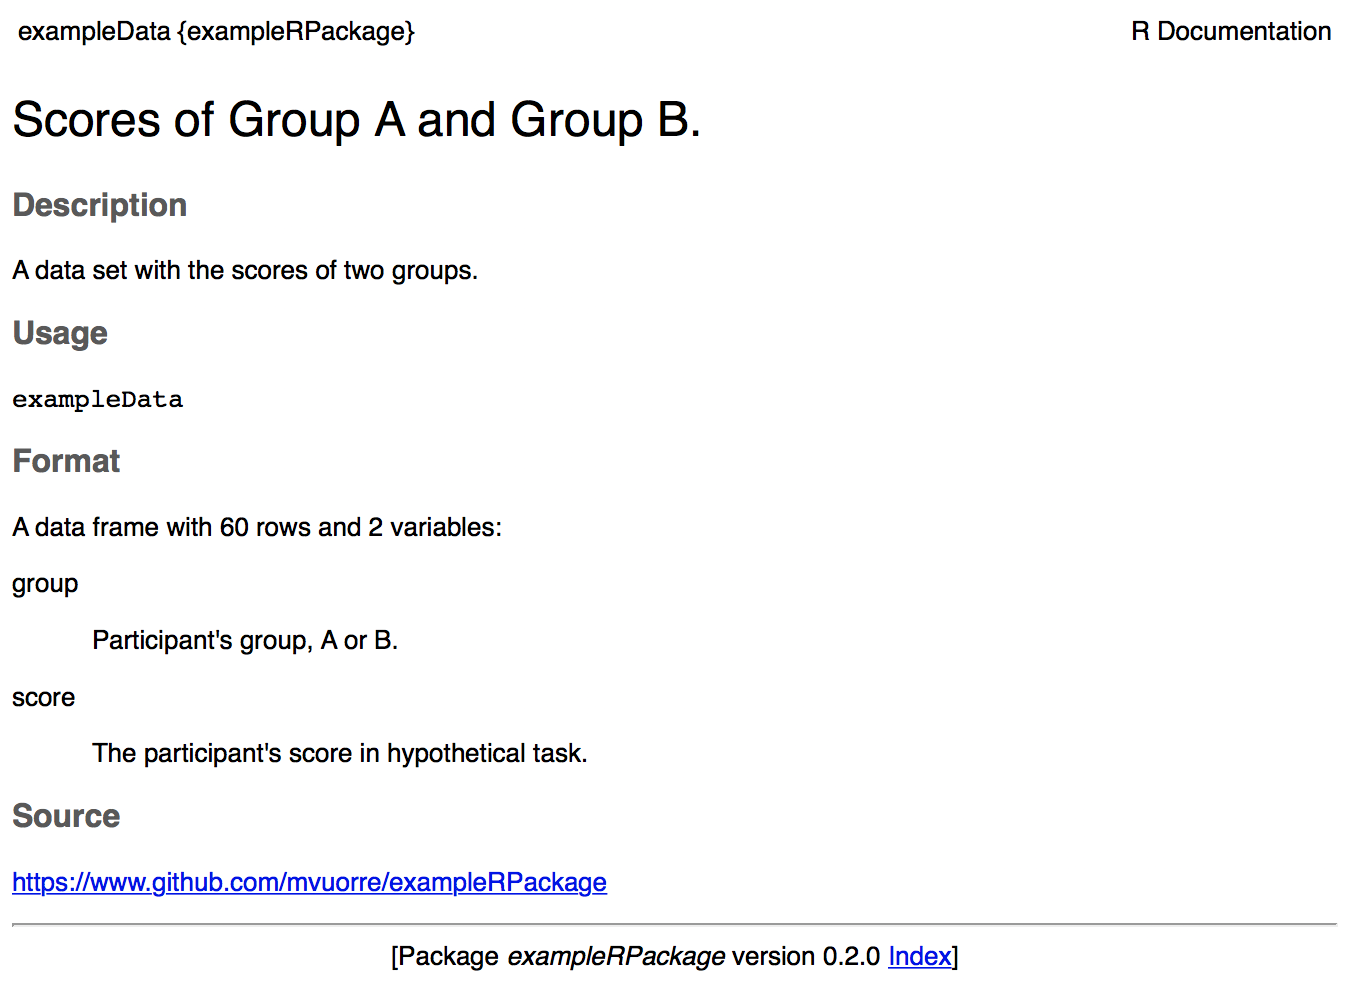 exampleData {exampleRPackage}
R Documentation
Scores of Group A and Group B.
Description
A data set with the scores of two groups.
Usage
exampleData
Format
A data frame with 60 rows and 2 variables:
group
Participant's group, A or B.
score
The participant's score in hypothetical task.
Source
https://www.github.com/mvuorre/exampleRPackage
[Package exampleRPackage version 0.2.0 Index]